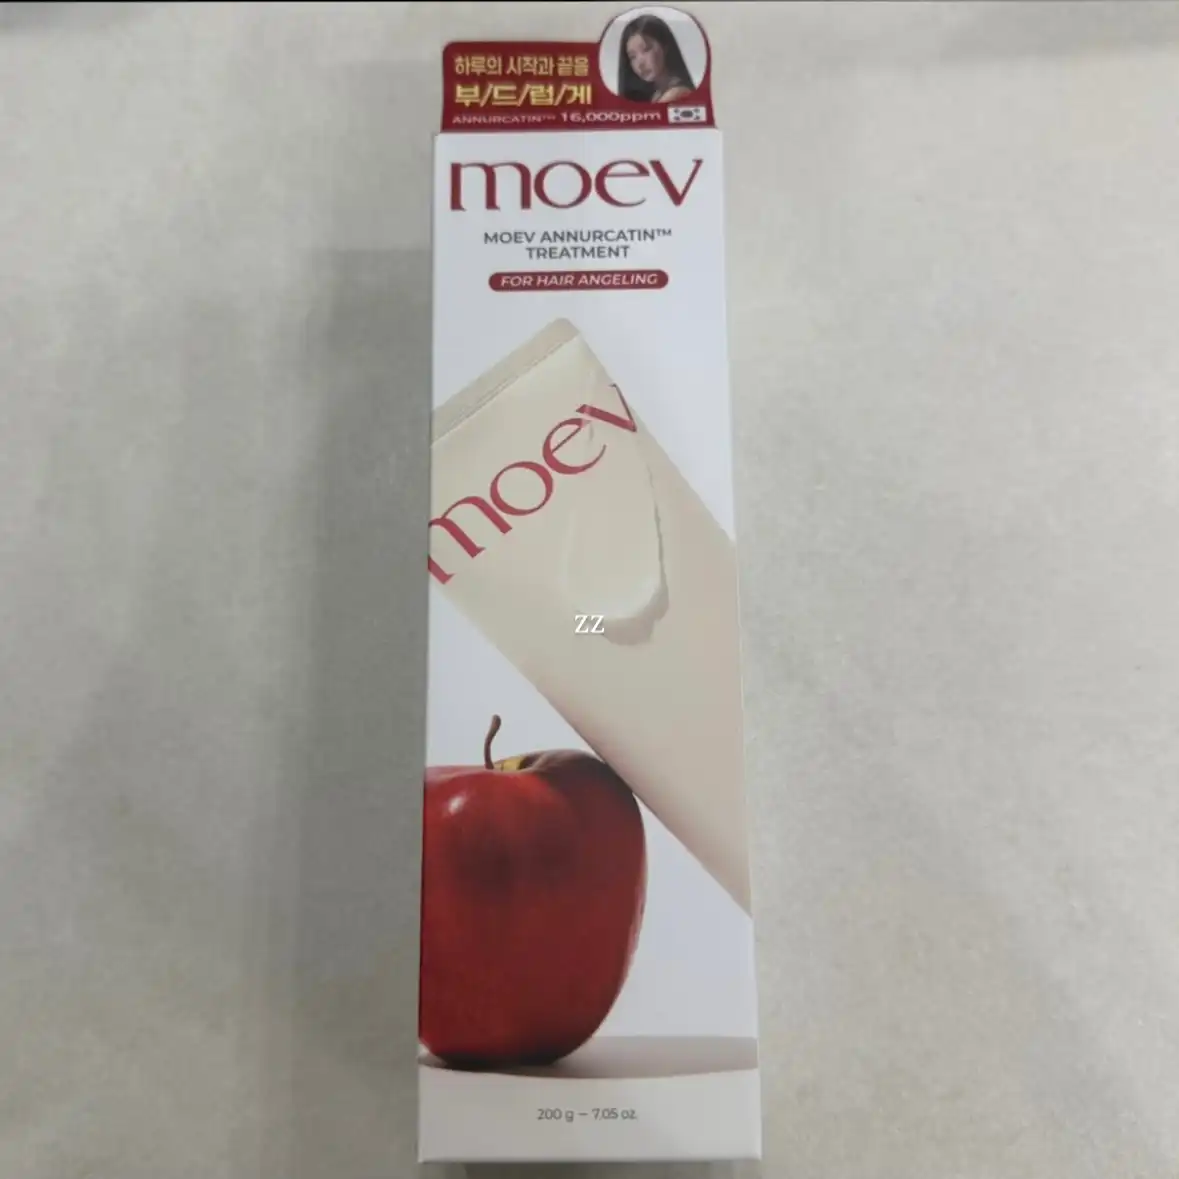 하루의 시작과 끝을
부/드/럽/게
ANNURCATIN™ 16,000ppm
moev
MOEV ANNURCATIN™
TREATMENT
FOR HAIR ANGELING
moev
ZZ
200 g – 7.05 oz.